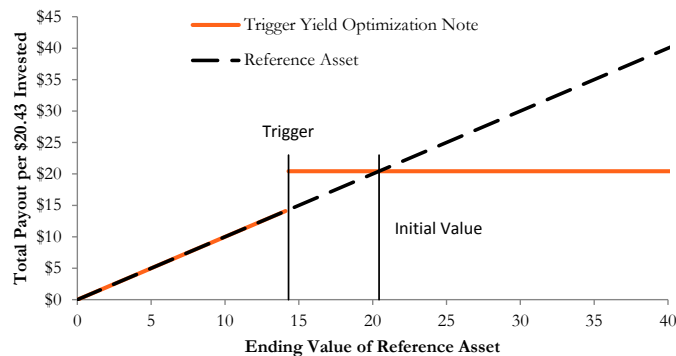 $45
$40
$35
$30
$25
$20
$15
$10
$5
$0
Total Payout per $20.43 Invested
Trigger Yield Optimization Note
Reference Asset
Trigger
Initial Value
0 5 10 15 20 25 30 35 40
Ending Value of Reference Asset